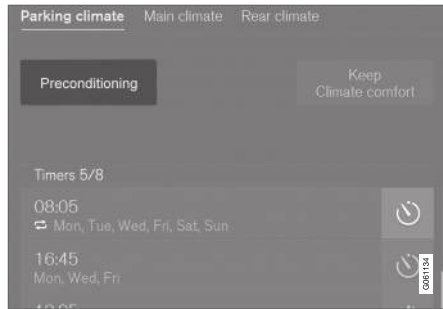 Parking climate Main climate Rear climate
Preconditioning
Keep
Climate comfort
Timers 5/8
08:05
Mon, Tue, Wed, Fri, Sat, Sun
16:45
Mon, Wed, Fri
G061134